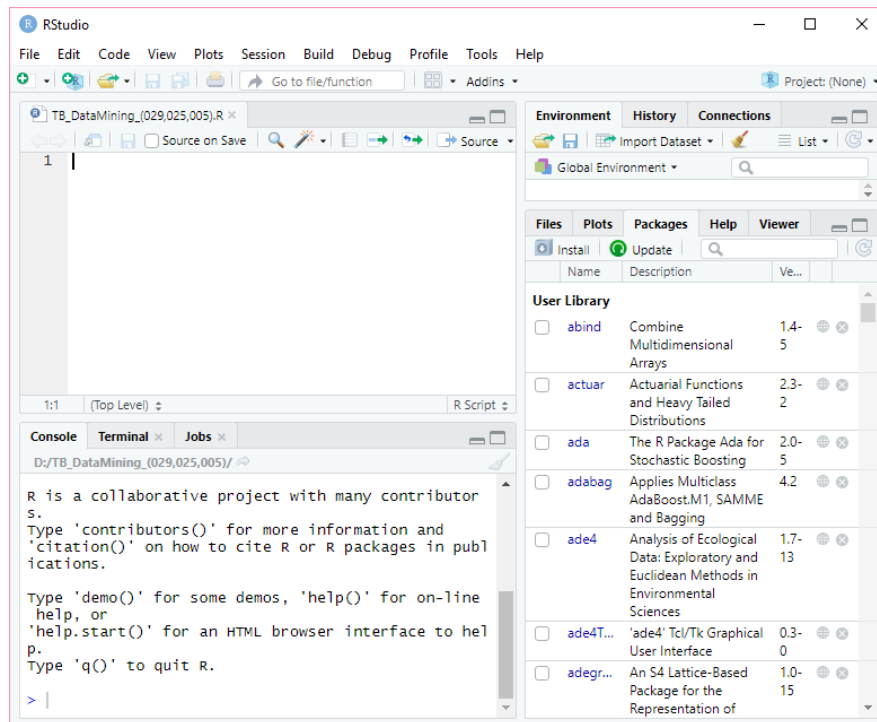 RStudio
File Edit Code View Plots Session Build Debug Profile Tools Help
Go to file/function Addins Project: (None)
TB_DataMining_(029,025,005).R
Source on Save Source
1
1:1 (Top Level) R Script
Console Terminal Jobs
D:/TB_DataMining_(029,025,005)/
R is a collaborative project with many contributor
s.
Type 'contributors()' for more information and
'citation()' on how to cite R or R packages in publ
ications.
Type 'demo()' for some demos, 'help()' for on-line
help, or
'help.start()' for an HTML browser interface to hel
p.
Type 'q()' to quit R.
>
Environment History Connections
Import Dataset List
Global Environment
Files Plots Packages Help Viewer
Install Update
Name Description Ve...
User Library
abind Combine 1.4-
Multidimensional 5
Arrays
actuar Actuarial Functions 2.3-
and Heavy Tailed 2
Distributions
ada The R Package Ada for 2.0-
Stochastic Boosting 5
adabag Applies Multiclass 4.2
AdaBoost.M1, SAMME
and Bagging
ade4 Analysis of Ecological 1.7-
Data: Exploratory and 13
Euclidean Methods in
Environmental
Sciences
ade4T... 'ade4' Tcl/Tk Graphical 0.3-
User Interface 0
adegr... An S4 Lattice-Based 1.0-
Package for the 15
Representation of